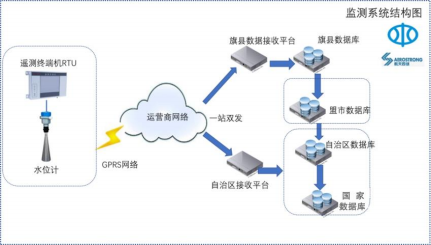 监测系统结构图
遥测终端机RTU
水位计
GPRS网络
运营商网络
一站双发
旗县数据接收平台
旗县数据库
盟市数据库
自治区接收平台
自治区数据库
国 家
数据库